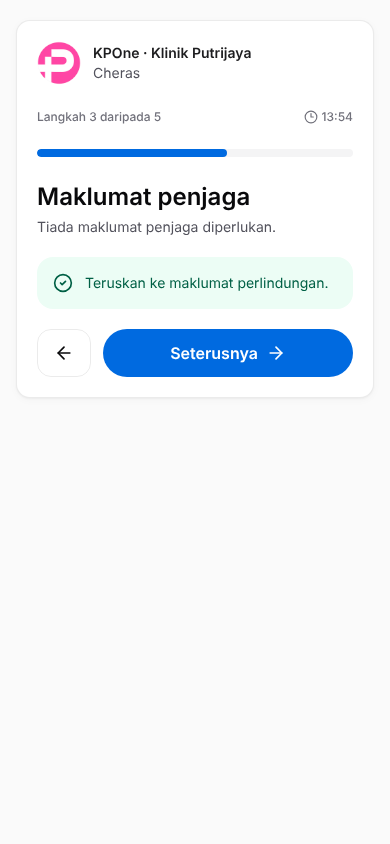 KPOne · Klinik Putrijaya
Cheras
Langkah 3 daripada 5
13:54
Maklumat penjaga
Tiada maklumat penjaga diperlukan.
Teruskan ke maklumat perlindungan.
Seterusnya